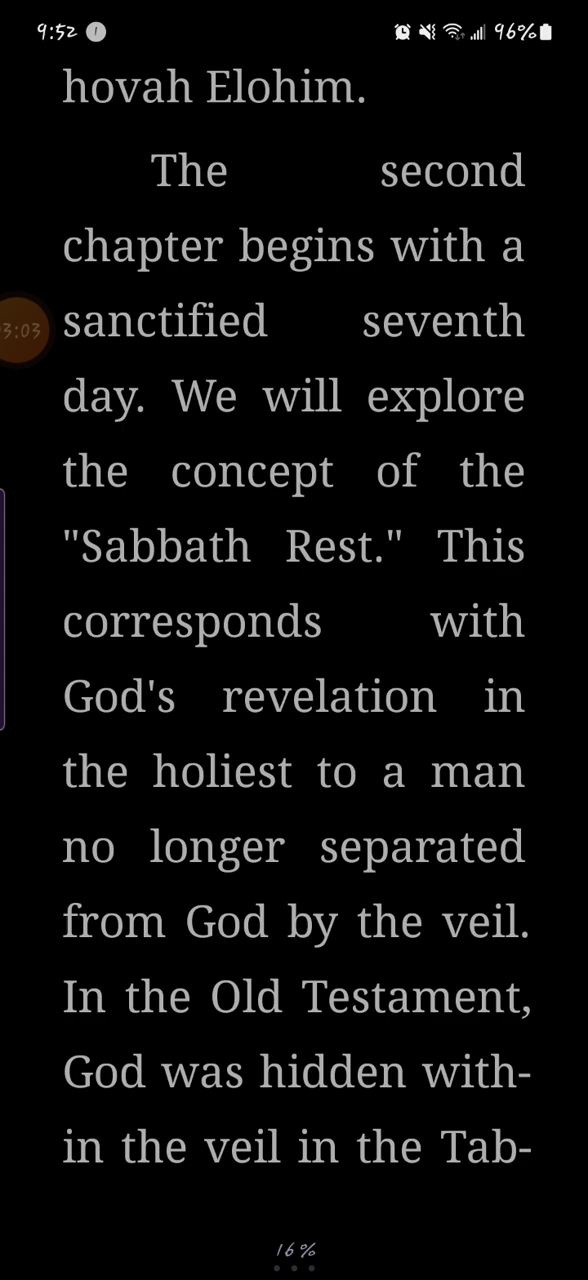 9:52
96%
hovah Elohim.
The second
chapter begins with a
3:03
sanctified seventh
day. We will explore
the concept of the
"Sabbath Rest." This
corresponds with
God's revelation in
the holiest to a man
no longer separated
from God by the veil.
In the Old Testament,
God was hidden with-
in the veil in the Tab-
16%